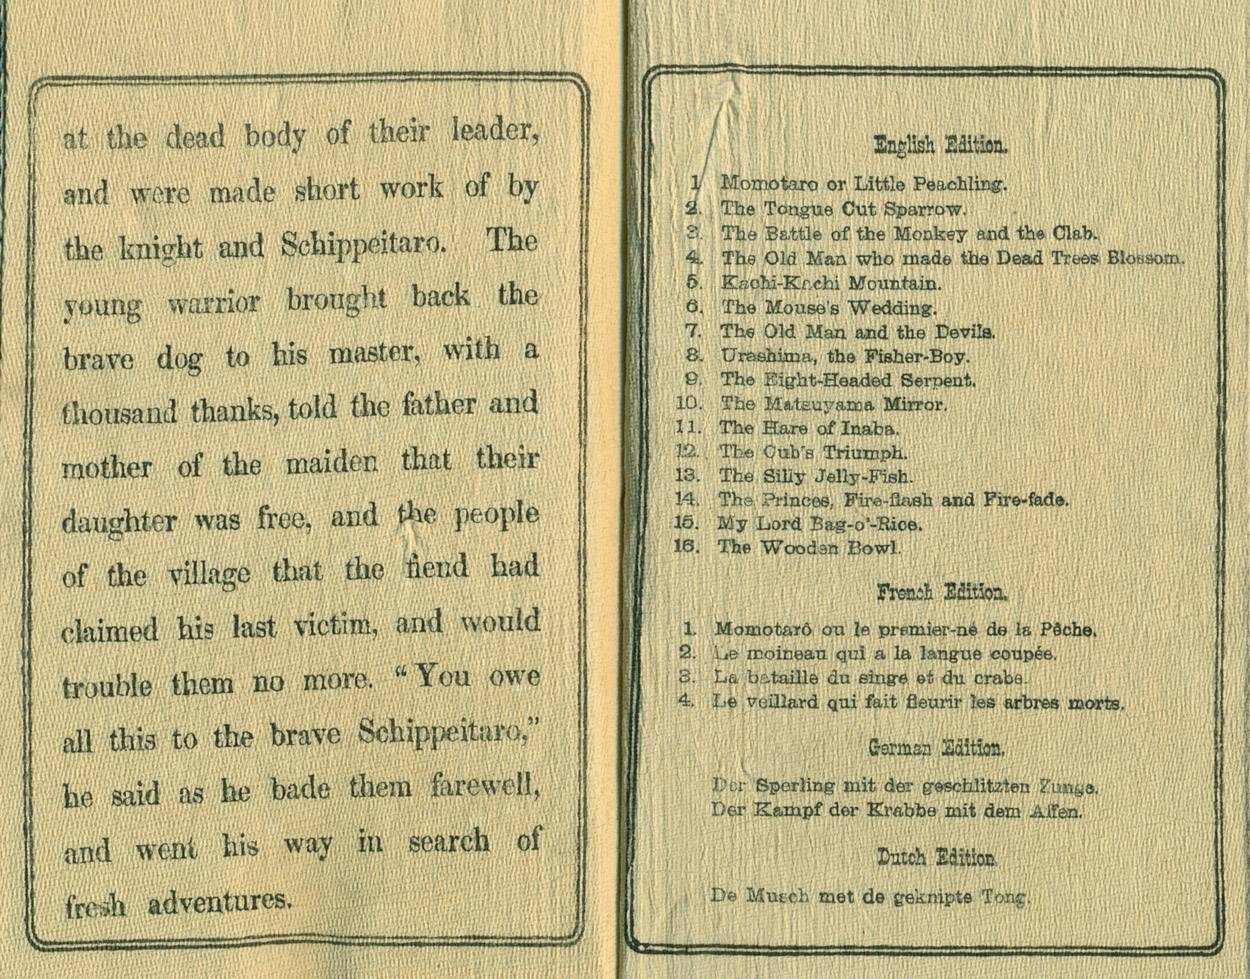 at the dead body of their leader,
and were made short work of by
the knight and Schippeitaro. The
young warrior brought back the
brave dog to his master, with a
thousand thanks, told the father and
mother of the maiden that their
daughter was free, and the people
of the village that the fiend had
claimed his last victim, and would
trouble them no more. “ You owe
all this to the brave Schippeitaro,”
he said as he bade them farewell,
and went his way in search of
fresh adventures.
English Edition.
1 Momotaro or Little Peachling.
2. The Tongue Cut Sparrow.
3. The Battle of the Monkey and the Clab.
4. The Old Man who made the Dead Trees Blossom.
5. Kachi-Kachi Mountain.
6. The Mouse's Wedding.
7. The Old Man and the Devils.
8. Urashima, the Fisher-Boy.
9. The Eight-Headed Serpent.
10. The Matsuyama Mirror.
11. The Hare of Inaba.
12. The Cub's Triumph.
13. The Silly Jelly-Fish.
14. The Princes, Fire-flash and Fire-fade.
15. My Lord Bag-o'-Rice.
16. The Wooden Bowl.
French Edition.
1. Momotarô ou le premier-né de la Pêche.
2. Le moineau qui a la langue coupée.
3. La bataille du singe et du crabe.
4. Le veillard qui fait fleurir les arbres morts.
German Edition.
Der Sperling mit der geschlitzten Zunge.
Der Kampf der Krabbe mit dem Affen.
Dutch Edition
De Musch met de geknipte Tong.